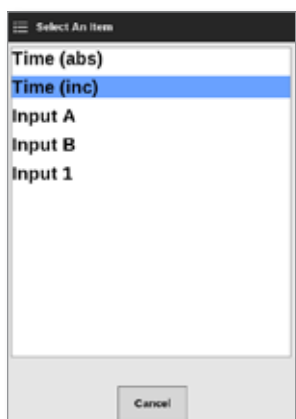 Select An Item
Time (abs)
Time (inc)
Input A
Input B
Input 1
Cancel